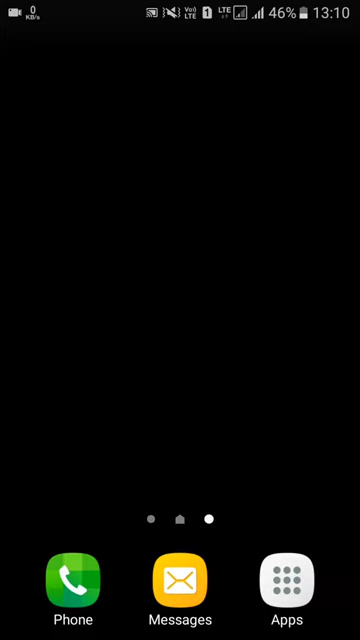 0
KB/s
Vo))
LTE
1
LTE
46%
13:10
Phone
Messages
Apps